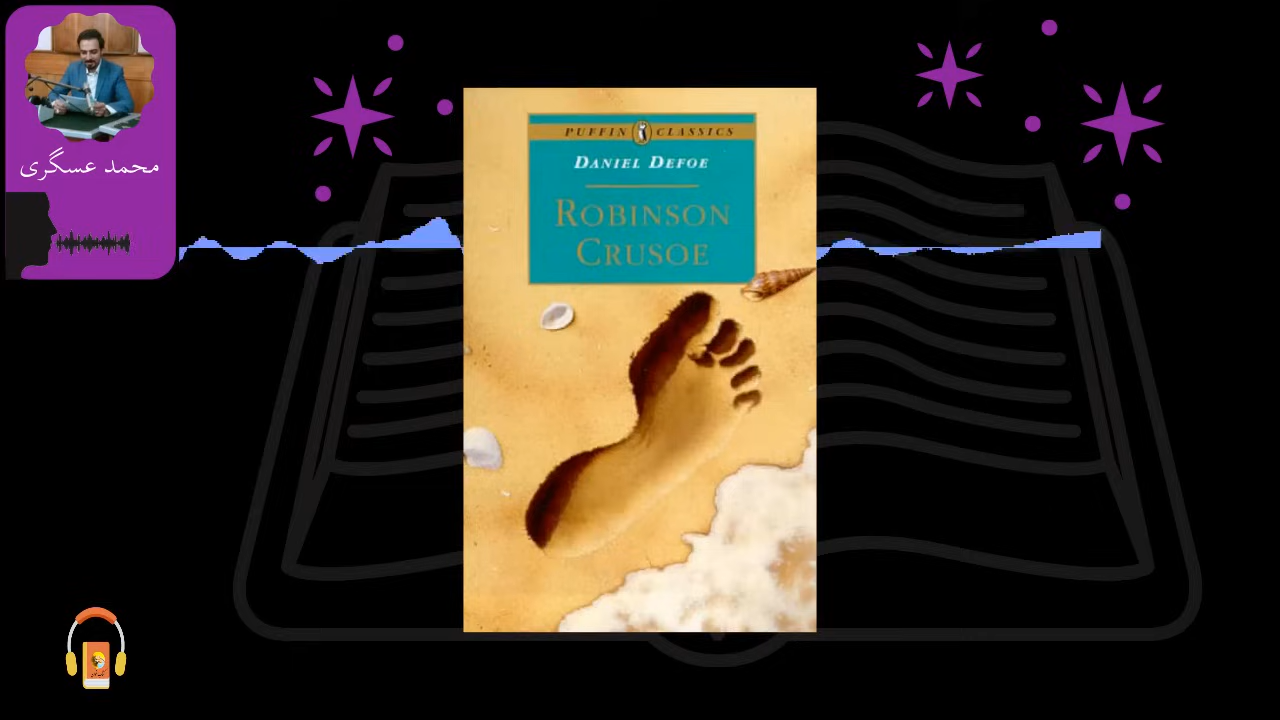 محمد عسگری
PUFFIN CLASSICS
DANIEL DEFOE
ROBINSON
CRUSOE